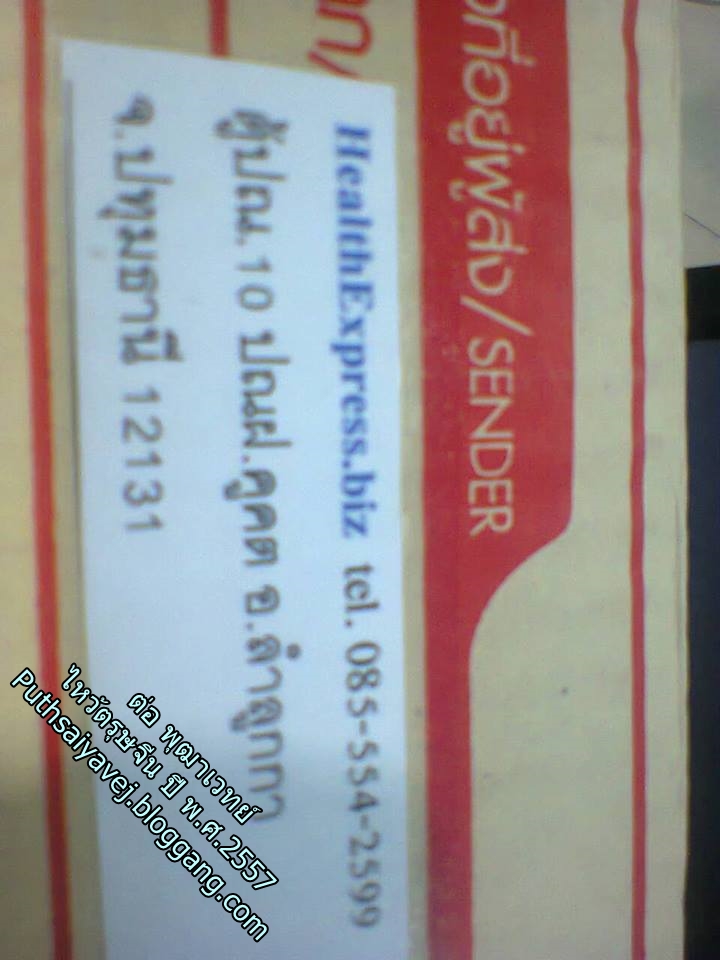 ที่อยู่ผู้ส่ง/SENDER
HealthExpress.biz tel. 085-554-2599
ตู้ปณ.10 ปณฝ.คูคต อ.ลำลูกกา
จ.ปทุมธานี 12131
ต่อ พุฒาเวทย์
ไหว้ตรุษจีน ปี พ.ศ.2557
Puthsaiyavej.bloggang.com